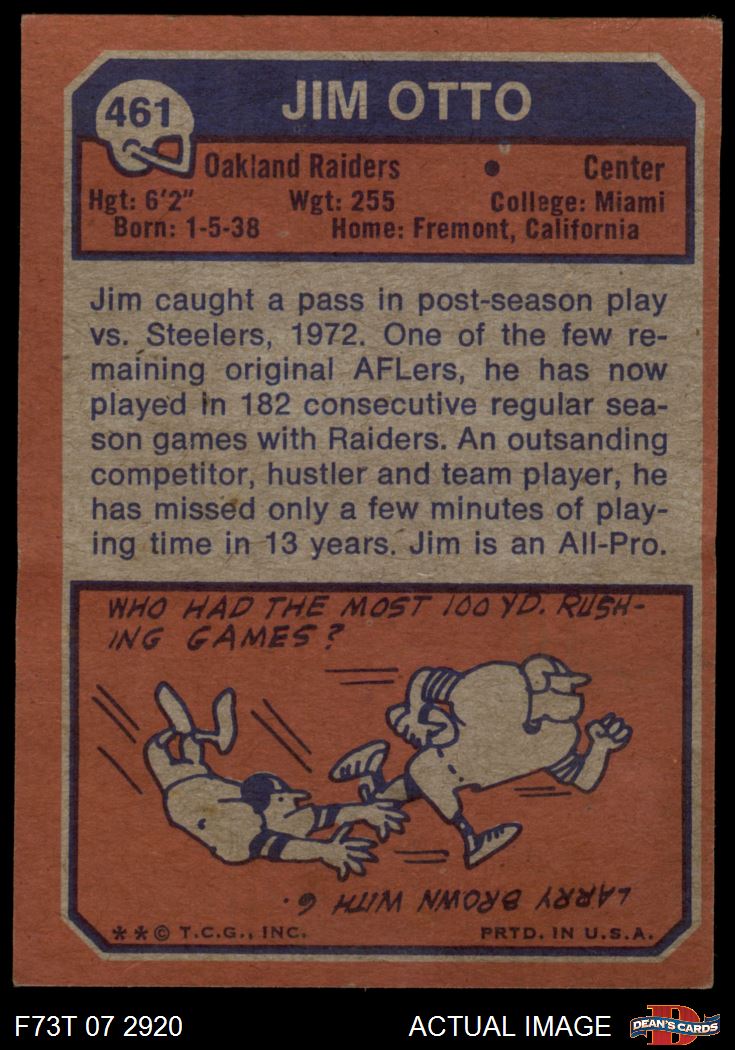 461
JIM OTTO
Oakland Raiders • Center
Hgt: 6'2" Wgt: 255 College: Miami
Born: 1-5-38 Home: Fremont, California
Jim caught a pass in post-season play
vs. Steelers, 1972. One of the few re-
maining original AFLers, he has now
played in 182 consecutive regular sea-
son games with Raiders. An outsanding
competitor, hustler and team player, he
has missed only a few minutes of play-
ing time in 13 years. Jim is an All-Pro.
WHO HAD THE MOST 100 YD. RUSH-
ING GAMES?
LARRY BROWN WITH 6.
** © T.C.G., INC. PRTD. IN U.S.A.
F73T 07 2920 ACTUAL IMAGE D DEAN'S CARDS